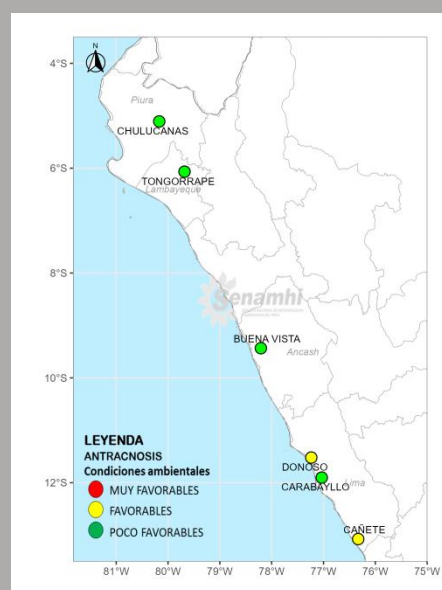 N
4°S
Piura
CHULUCANAS
6°S
TONGORRAPE
Lambayeque
8°S
Senamhi
BUENA VISTA
Ancash
10°S
LEYENDA
ANTRACNOSIS
Condiciones ambientales
MUY FAVORABLES
FAVORABLES
POCO FAVORABLES
DONOSO
CARABAYLLO
Lima
12°S
CAÑETE
81°W 80°W 79°W 78°W 77°W 76°W 75°W